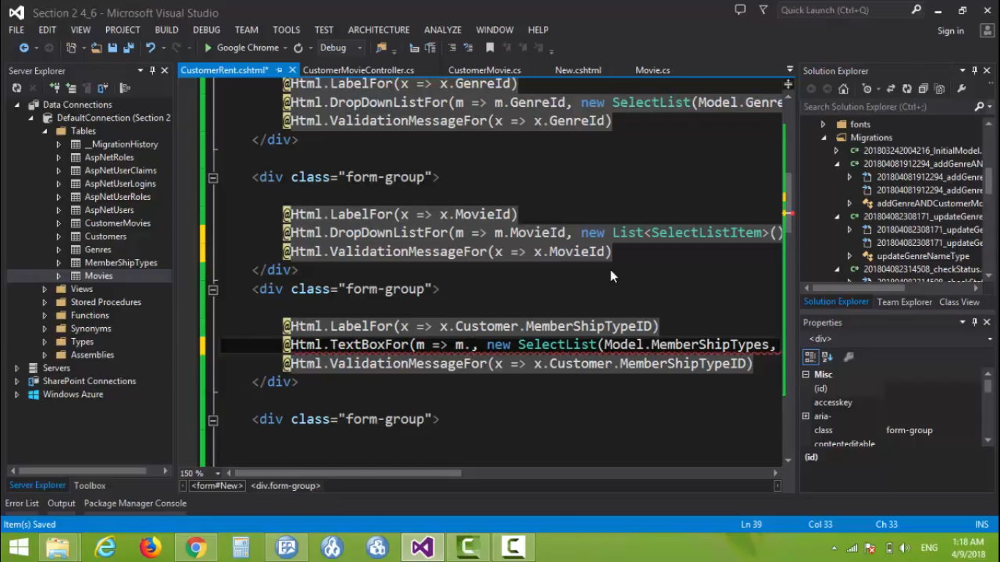 Section 2 4_6 - Microsoft Visual Studio
Quick Launch (Ctrl+Q)
FILE EDIT VIEW PROJECT BUILD DEBUG TEAM TOOLS TEST ARCHITECTURE ANALYZE WINDOW HELP
Sign in
Google Chrome
Debug
Server Explorer
Data Connections
DefaultConnection (Section 2
Tables
__MigrationHistory
AspNetRoles
AspNetUserClaims
AspNetUserLogins
AspNetUserRoles
AspNetUsers
CustomerMovies
Customers
Genres
MemberShipTypes
Movies
Views
Stored Procedures
Functions
Synonyms
Types
Assemblies
Servers
SharePoint Connections
Windows Azure
Server Explorer Toolbox
CustomerRent.cshtml* CustomerMovieController.cs CustomerMovie.cs New.cshtml Movie.cs
@Html.LabelFor(x => x.GenreId)
@Html.DropDownListFor(m => m.GenreId, new SelectList(Model.Genre
@Html.ValidationMessageFor(x => x.GenreId)
</div>
<div class="form-group">
@Html.LabelFor(x => x.MovieId)
@Html.DropDownListFor(m => m.MovieId, new List<SelectListItem>()
@Html.ValidationMessageFor(x => x.MovieId)
</div>
<div class="form-group">
@Html.LabelFor(x => x.Customer.MemberShipTypeID)
@Html.TextBoxFor(m => m., new SelectList(Model.MemberShipTypes,
@Html.ValidationMessageFor(x => x.Customer.MemberShipTypeID)
</div>
<div class="form-group">
150 %
<form#New> <div.form-group>
Solution Explorer
Search Solution Explorer (Ctrl+;)
fonts
Migrations
201803242004216_InitialModel.
201804081912294_addGenreAN
201804081912294_addGenre
201804081912294_addGenre
addGenreANDCustomerMo
201804082308171_updateGenre
201804082308171_updateGe
201804082308171_updateGe
updateGenreNameType
201804082314508_checkStatus.
201804082314508_checkSta
Solution Explorer Team Explorer Class View
Properties
<div>
Misc
(id)
accesskey
aria-
class form-group
contenteditable
(id)
Error List Output Package Manager Console
Item(s) Saved Ln 39 Col 33 Ch 33 INS
ENG
1:18 AM
4/9/2018